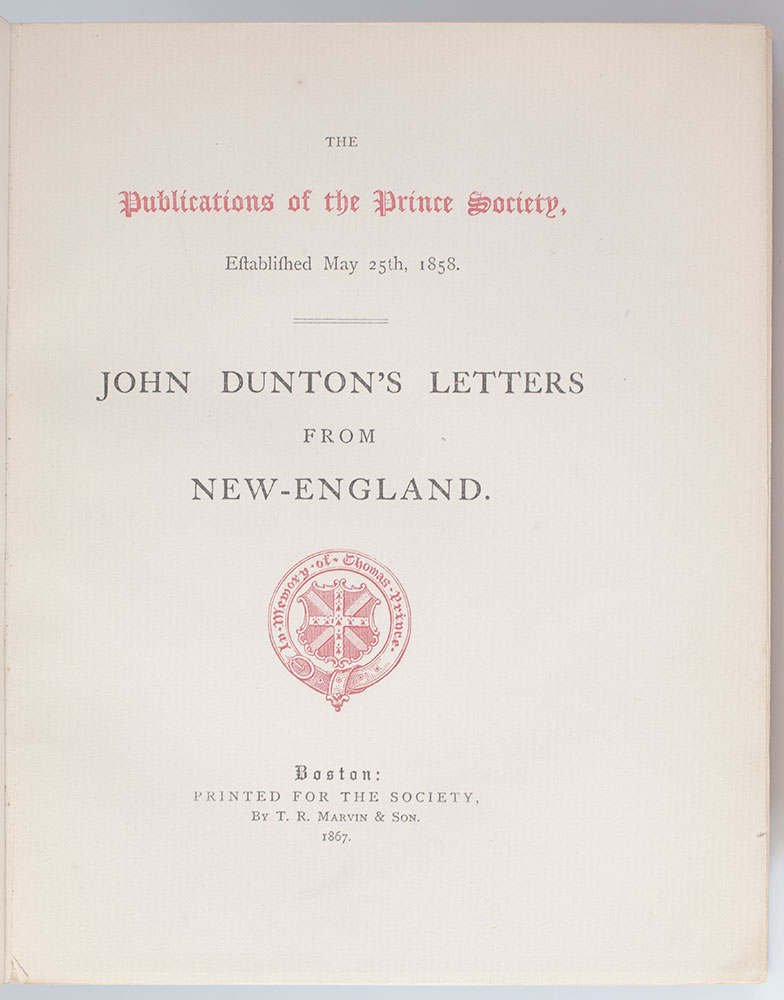 THE
Publications of the Prince Society,
Eſtabliſhed May 25th, 1858.
JOHN DUNTON'S LETTERS
FROM
NEW-ENGLAND.
In·Memory·of·Thomas·Prince.
Boston:
PRINTED FOR THE SOCIETY,
By T. R. Marvin & Son.
1867.